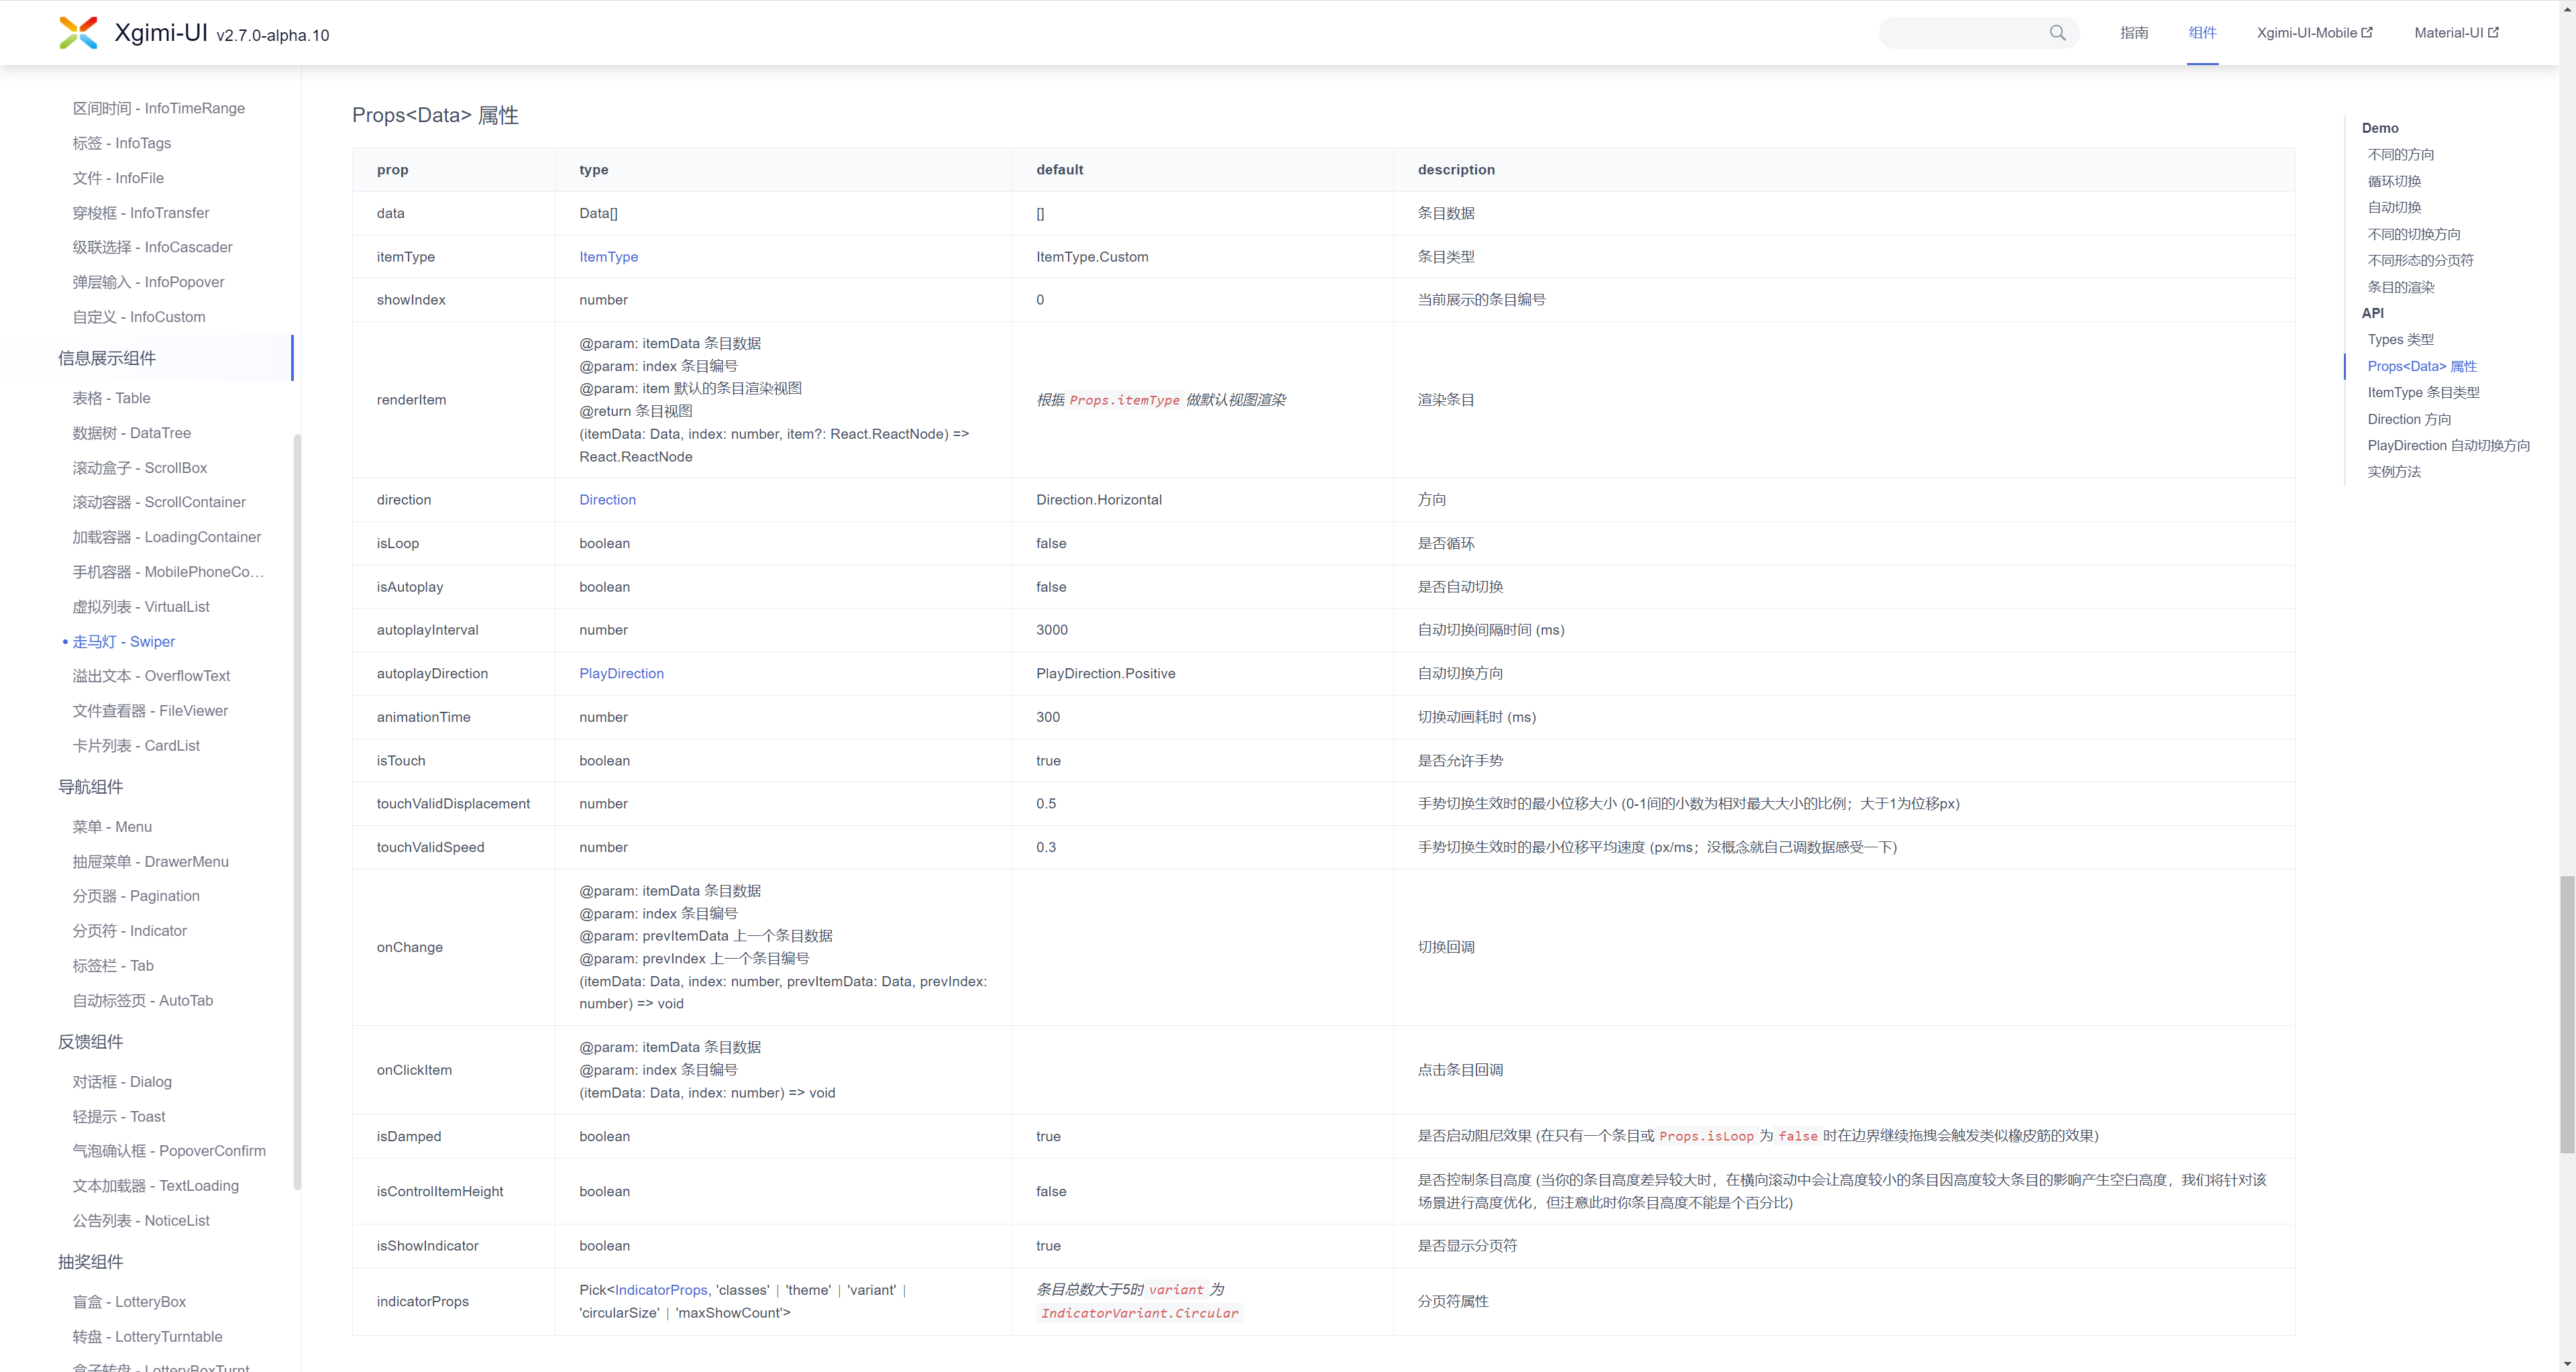 Xgimi-UI v2.7.0-alpha.10
指南
组件
Xgimi-UI-Mobile
Material-UI
区间时间 - InfoTimeRange
标签 - InfoTags
文件 - InfoFile
穿梭框 - InfoTransfer
级联选择 - InfoCascader
弹层输入 - InfoPopover
自定义 - InfoCustom
信息展示组件
表格 - Table
数据树 - DataTree
滚动盒子 - ScrollBox
滚动容器 - ScrollContainer
加载容器 - LoadingContainer
手机容器 - MobilePhoneCo...
虚拟列表 - VirtualList
走马灯 - Swiper
溢出文本 - OverflowText
文件查看器 - FileViewer
卡片列表 - CardList
导航组件
菜单 - Menu
抽屉菜单 - DrawerMenu
分页器 - Pagination
分页符 - Indicator
标签栏 - Tab
自动标签页 - AutoTab
反馈组件
对话框 - Dialog
轻提示 - Toast
气泡确认框 - PopoverConfirm
文本加载器 - TextLoading
公告列表 - NoticeList
抽奖组件
盲盒 - LotteryBox
转盘 - LotteryTurntable
盒子转盘 - LotteryBoxTurnt
Props<Data> 属性
prop type default description
data Data[] [] 条目数据
itemType ItemType ItemType.Custom 条目类型
showIndex number 0 当前展示的条目编号
renderItem
@param: itemData 条目数据
@param: index 条目编号
@param: item 默认的条目渲染视图
@return 条目视图
(itemData: Data, index: number, item?: React.ReactNode) =>
React.ReactNode
根据 Props.itemType 做默认视图渲染
渲染条目
direction Direction Direction.Horizontal 方向
isLoop boolean false 是否循环
isAutoplay boolean false 是否自动切换
autoplayInterval number 3000 自动切换间隔时间 (ms)
autoplayDirection PlayDirection PlayDirection.Positive 自动切换方向
animationTime number 300 切换动画耗时 (ms)
isTouch boolean true 是否允许手势
touchValidDisplacement number 0.5 手势切换生效时的最小位移大小 (0-1间的小数为相对最大大小的比例；大于1为位移px)
touchValidSpeed number 0.3 手势切换生效时的最小位移平均速度 (px/ms；没概念就自己调数据感受一下)
onChange
@param: itemData 条目数据
@param: index 条目编号
@param: prevItemData 上一个条目数据
@param: prevIndex 上一个条目编号
(itemData: Data, index: number, prevItemData: Data, prevIndex:
number) => void
切换回调
onClickItem
@param: itemData 条目数据
@param: index 条目编号
(itemData: Data, index: number) => void
点击条目回调
isDamped boolean true 是否启动阻尼效果 (在只有一个条目或 Props.isLoop 为 false 时在边界继续拖拽会触发类似橡皮筋的效果)
isControlItemHeight boolean false
是否控制条目高度 (当你的条目高度差异较大时，在横向滚动中会让高度较小的条目因高度较大条目的影响产生空白高度，我们将针对该
场景进行高度优化，但注意此时你条目高度不能是个百分比)
isShowIndicator boolean true 是否显示分页符
indicatorProps
Pick<IndicatorProps, 'classes' | 'theme' | 'variant' |
'circularSize' | 'maxShowCount'>
条目总数大于5时 variant 为
IndicatorVariant.Circular
分页符属性
Demo
不同的方向
循环切换
自动切换
不同的切换方向
不同形态的分页符
条目的渲染
API
Types 类型
Props<Data> 属性
ItemType 条目类型
Direction 方向
PlayDirection 自动切换方向
实例方法